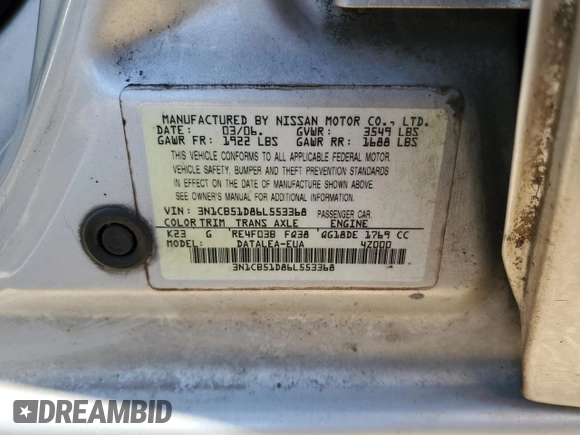 MANUFACTURED BY NISSAN MOTOR CO., LTD.
DATE: 03/06. GVWR: 3549 LBS
GAWR FR: 1922 LBS GAWR RR: 1688 LBS
THIS VEHICLE CONFORMS TO ALL APPLICABLE FEDERAL MOTOR
VEHICLE SAFETY, BUMPER AND THEFT PREVENTION STANDARDS
IN EFFECT ON THE DATE OF MANUFACTURE SHOWN ABOVE.
SEE OWNER'S MANUAL FOR ADDITIONAL INFORMATION
VIN: 3N1CB51D86L553368 PASSENGER CAR.
COLOR TRIM TRANS AXLE ENGINE
K23 G 'RE4F03B FQ38 'QG18DE 1769 CC
MODEL: DATALEA-EUA 4Z000
3N1CB51D86L553368
DREAMBID